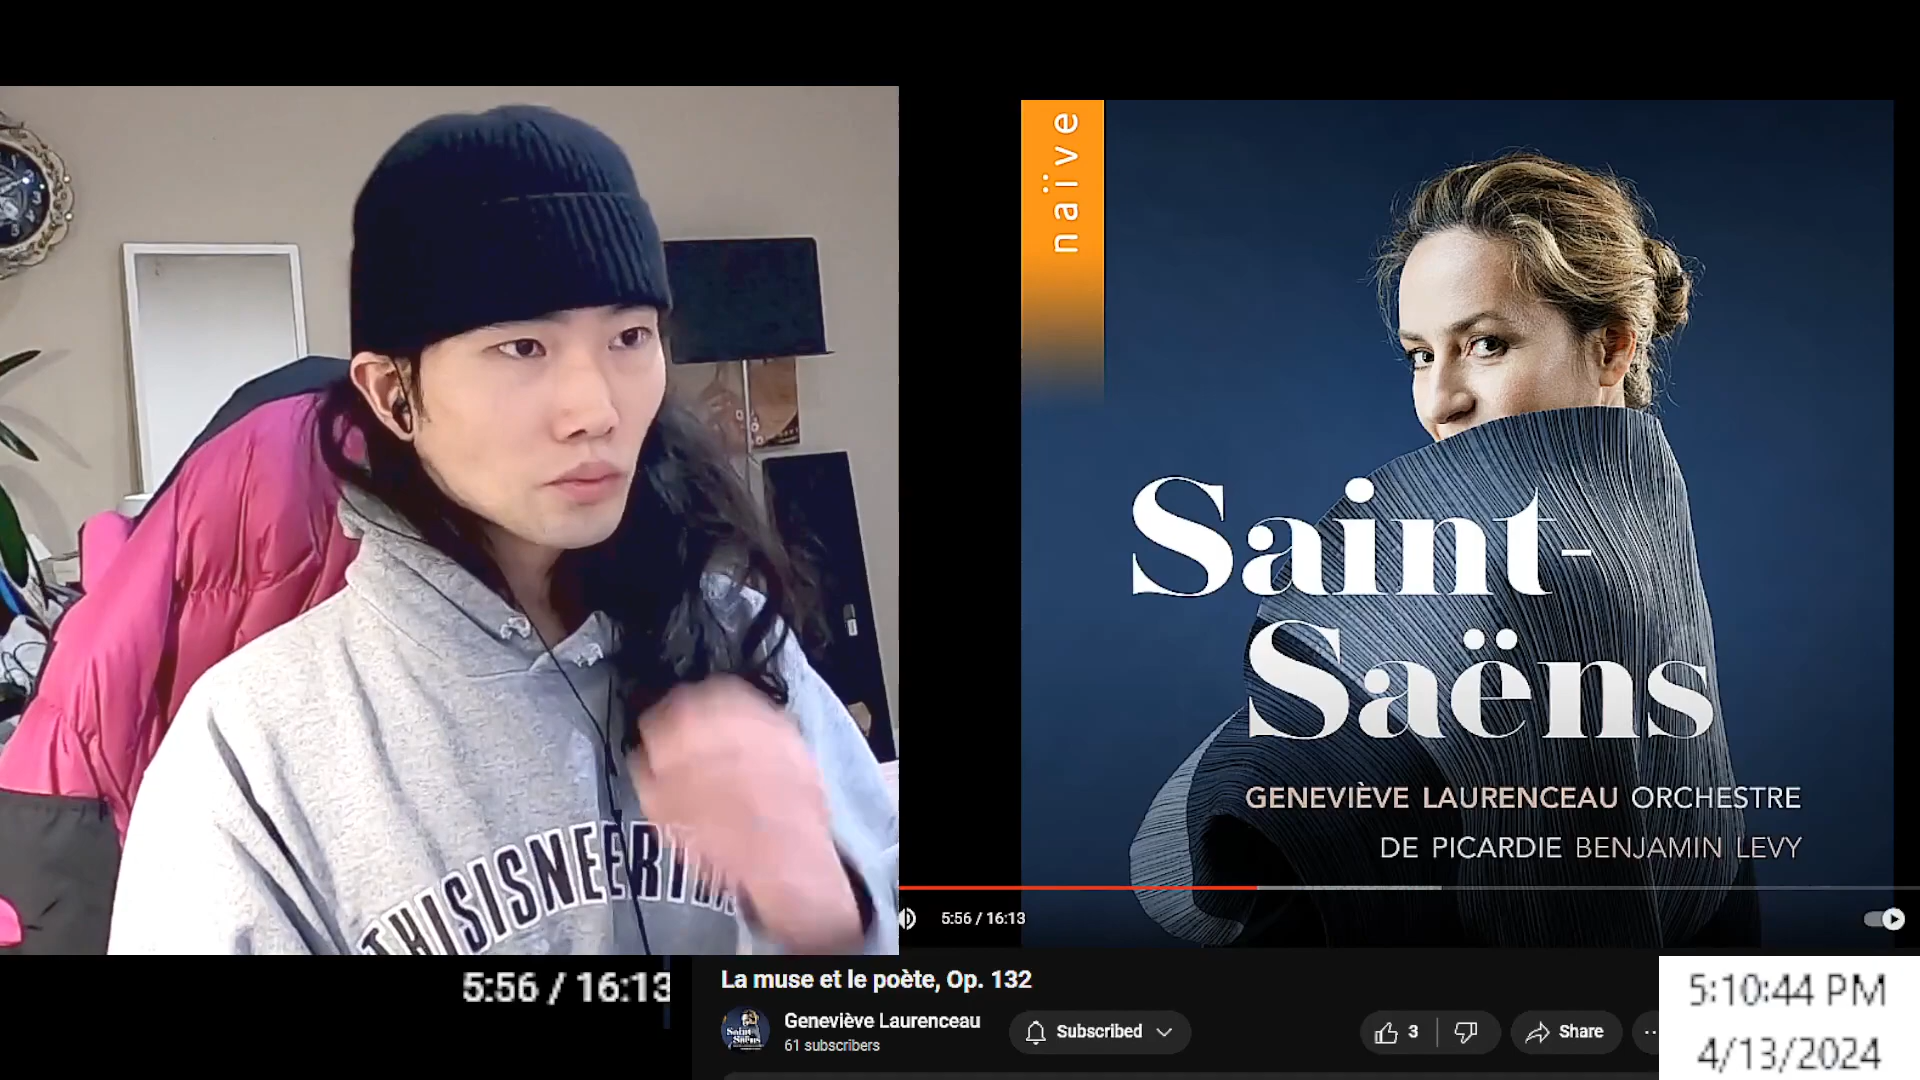 naïve
Saint-
Saëns
GENEVIÈVE LAURENCEAU ORCHESTRE
DE PICARDIE BENJAMIN LEVY
5:56 / 16:13
5:56 / 16:13
La muse et le poète, Op. 132
Geneviève Laurenceau
61 subscribers
Subscribed
3
Share
5:10:44 PM
4/13/2024